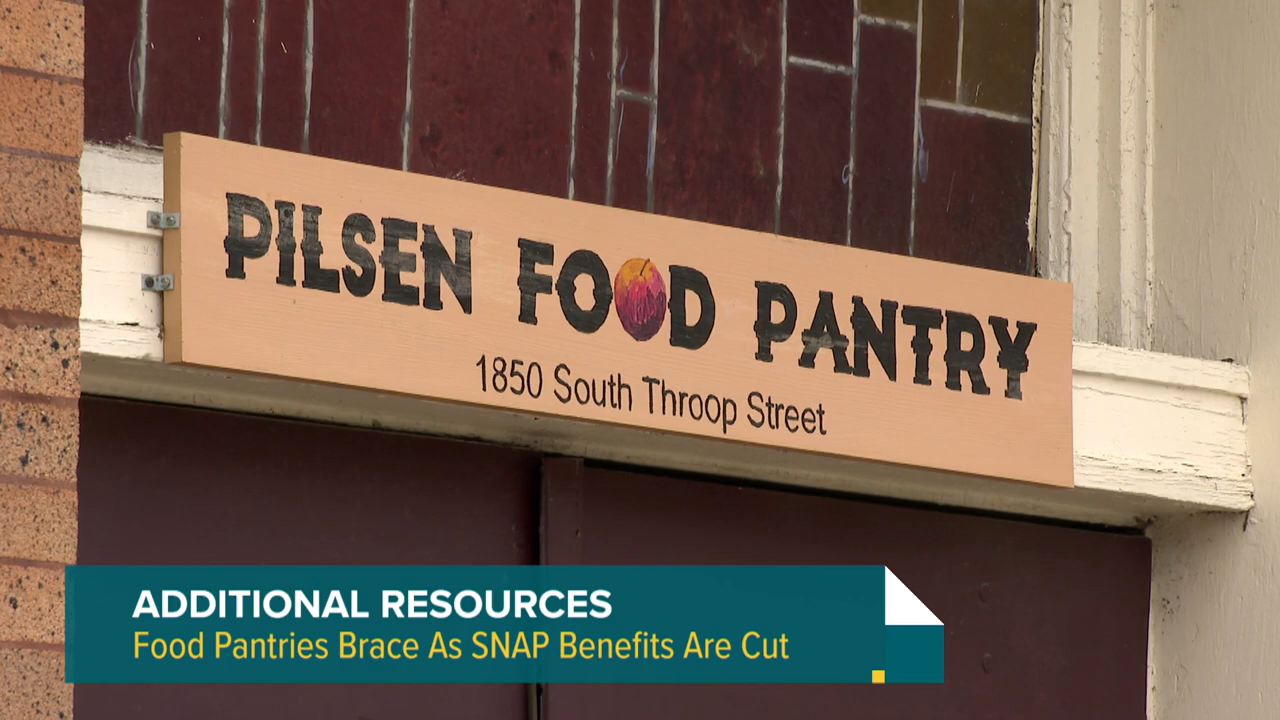 PILSEN FOOD PANTRY
1850 South Throop Street
ADDITIONAL RESOURCES
Food Pantries Brace As SNAP Benefits Are Cut